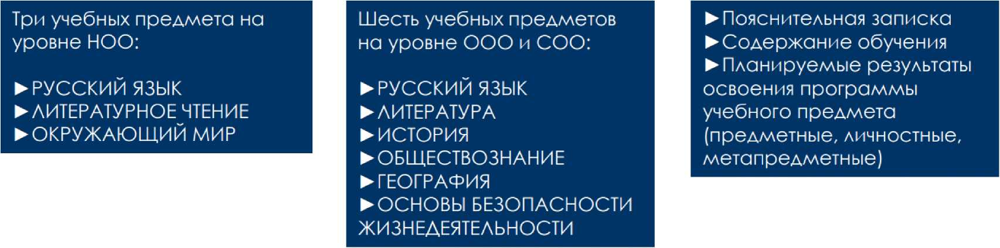 Три учебных предмета на
уровне НОО:
►РУССКИЙ ЯЗЫК
►ЛИТЕРАТУРНОЕ ЧТЕНИЕ
►ОКРУЖАЮЩИЙ МИР
Шесть учебных предметов
на уровне ООО и СОО:
►РУССКИЙ ЯЗЫК
►ЛИТЕРАТУРА
►ИСТОРИЯ
►ОБЩЕСТВОЗНАНИЕ
►ГЕОГРАФИЯ
►ОСНОВЫ БЕЗОПАСНОСТИ
ЖИЗНЕДЕЯТЕЛЬНОСТИ
►Пояснительная записка
►Содержание обучения
►Планируемые результаты
освоения программы
учебного предмета
(предметные, личностные,
метапредметные)